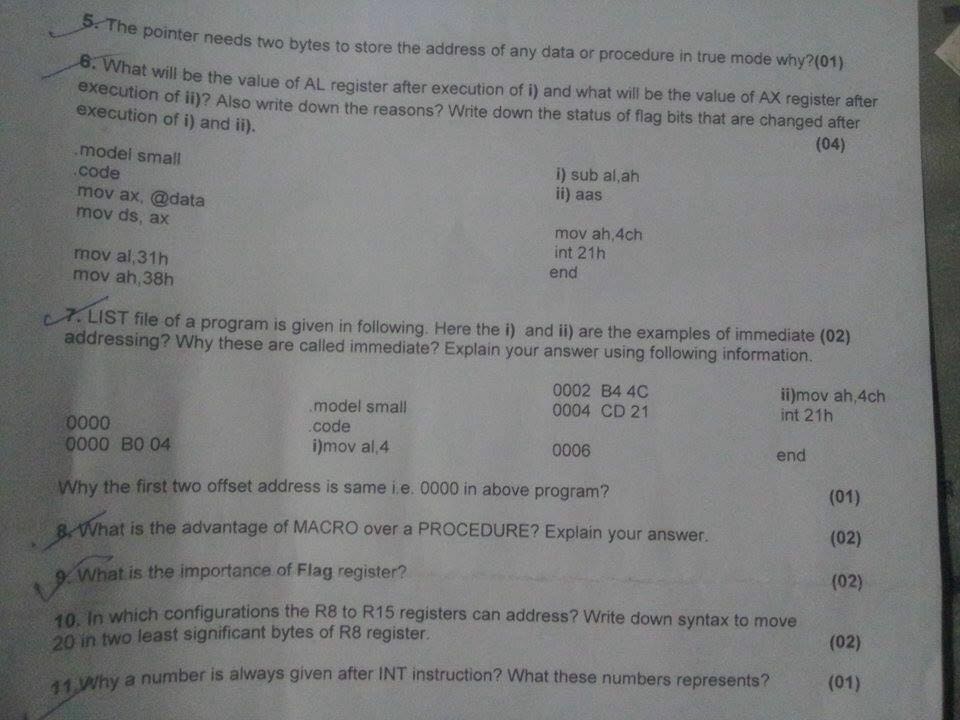 5. The pointer needs two bytes to store the address of any data or procedure in true mode why?(01)
6. What will be the value of AL register after execution of i) and what will be the value of AX register after
execution of ii)? Also write down the reasons? Write down the status of flag bits that are changed after
execution of i) and ii).
(04)
.model small
.code
mov ax, @data
mov ds, ax
mov al,31h
mov ah,38h
i) sub al,ah
ii) aas
mov ah,4ch
int 21h
end
7. LIST file of a program is given in following. Here the i) and ii) are the examples of immediate (02)
addressing? Why these are called immediate? Explain your answer using following information.
0000
0000 B0 04
.model small
.code
i)mov al,4
0002 B4 4C
0004 CD 21
0006
ii)mov ah,4ch
int 21h
end
Why the first two offset address is same i.e. 0000 in above program? (01)
8. What is the advantage of MACRO over a PROCEDURE? Explain your answer. (02)
9. What is the importance of Flag register? (02)
10. In which configurations the R8 to R15 registers can address? Write down syntax to move
20 in two least significant bytes of R8 register. (02)
11. Why a number is always given after INT instruction? What these numbers represents? (01)